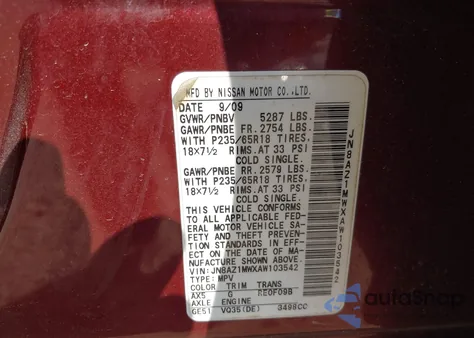 MFD BY NISSAN MOTOR CO.,LTD.
DATE 9/09
GVWR/PNBV 5287 LBS.
GAWR/PNBE FR. 2754 LBS.
WITH P235/65R18 TIRES,
18×7½ RIMS.AT 33 PSI
COLD SINGLE.
GAWR/PNBE RR. 2579 LBS.
WITH P235/65R18 TIRES,
18×7½ RIMS.AT 33 PSI
COLD SINGLE.
THIS VEHICLE CONFORMS
TO ALL APPLICABLE FED-
ERAL MOTOR VEHICLE SA-
FETY AND THEFT PREVEN-
TION STANDARDS IN EFF-
ECT ON THE DATE OF MA-
NUFACTURE SHOWN ABOVE.
VIN:JN8AZ1MWXAW103542
TYPE:MPV
COLOR TRIM TRANS
AX5 G RE0F09B
AXLE ENGINE
GE51 VQ35(DE) 3498CC
JN8AZ1MWXAW103542
AutoSnap